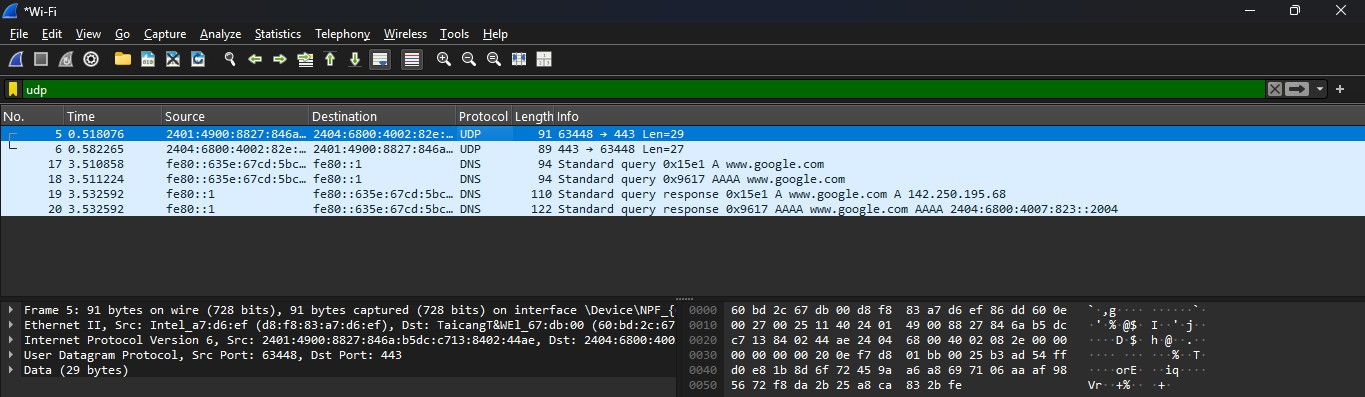 *Wi-Fi
File Edit View Go Capture Analyze Statistics Telephony Wireless Tools Help
udp
No. Time Source Destination Protocol Length Info
5 0.518076 2401:4900:8827:846a… 2404:6800:4002:82e:… UDP 91 63448 → 443 Len=29
6 0.582265 2404:6800:4002:82e:… 2401:4900:8827:846a… UDP 89 443 → 63448 Len=27
17 3.510858 fe80::635e:67cd:5bc… fe80::1 DNS 94 Standard query 0x15e1 A www.google.com
18 3.511224 fe80::635e:67cd:5bc… fe80::1 DNS 94 Standard query 0x9617 AAAA www.google.com
19 3.532592 fe80::1 fe80::635e:67cd:5bc… DNS 110 Standard query response 0x15e1 A www.google.com A 142.250.195.68
20 3.532592 fe80::1 fe80::635e:67cd:5bc… DNS 122 Standard query response 0x9617 AAAA www.google.com AAAA 2404:6800:4007:823::2004
Frame 5: 91 bytes on wire (728 bits), 91 bytes captured (728 bits) on interface \Device\NPF_{
Ethernet II, Src: Intel_a7:d6:ef (d8:f8:83:a7:d6:ef), Dst: TaicangT&WEl_67:db:00 (60:bd:2c:67
Internet Protocol Version 6, Src: 2401:4900:8827:846a:b5dc:c713:8402:44ae, Dst: 2404:6800:400
User Datagram Protocol, Src Port: 63448, Dst Port: 443
Data (29 bytes)
0000 60 bd 2c 67 db 00 d8 f8 83 a7 d6 ef 86 dd 60 0e `·,g···· ······`·
0010 00 27 00 25 11 40 24 01 49 00 88 27 84 6a b5 dc ·'·%·@$· I··'·j··
0020 c7 13 84 02 44 ae 24 04 68 00 40 02 08 2e 00 00 ····D·$· h·@··.··
0030 00 00 00 00 20 0e f7 d8 01 bb 00 25 b3 ad 54 ff ···· ··· ···%··T·
0040 d0 e8 1b 8d 6f 72 45 9a a6 a8 69 71 06 aa af 98 ····orE· ··iq····
0050 56 72 f8 da 2b 25 a8 ca 83 2b fe Vr··+%·· ·+·